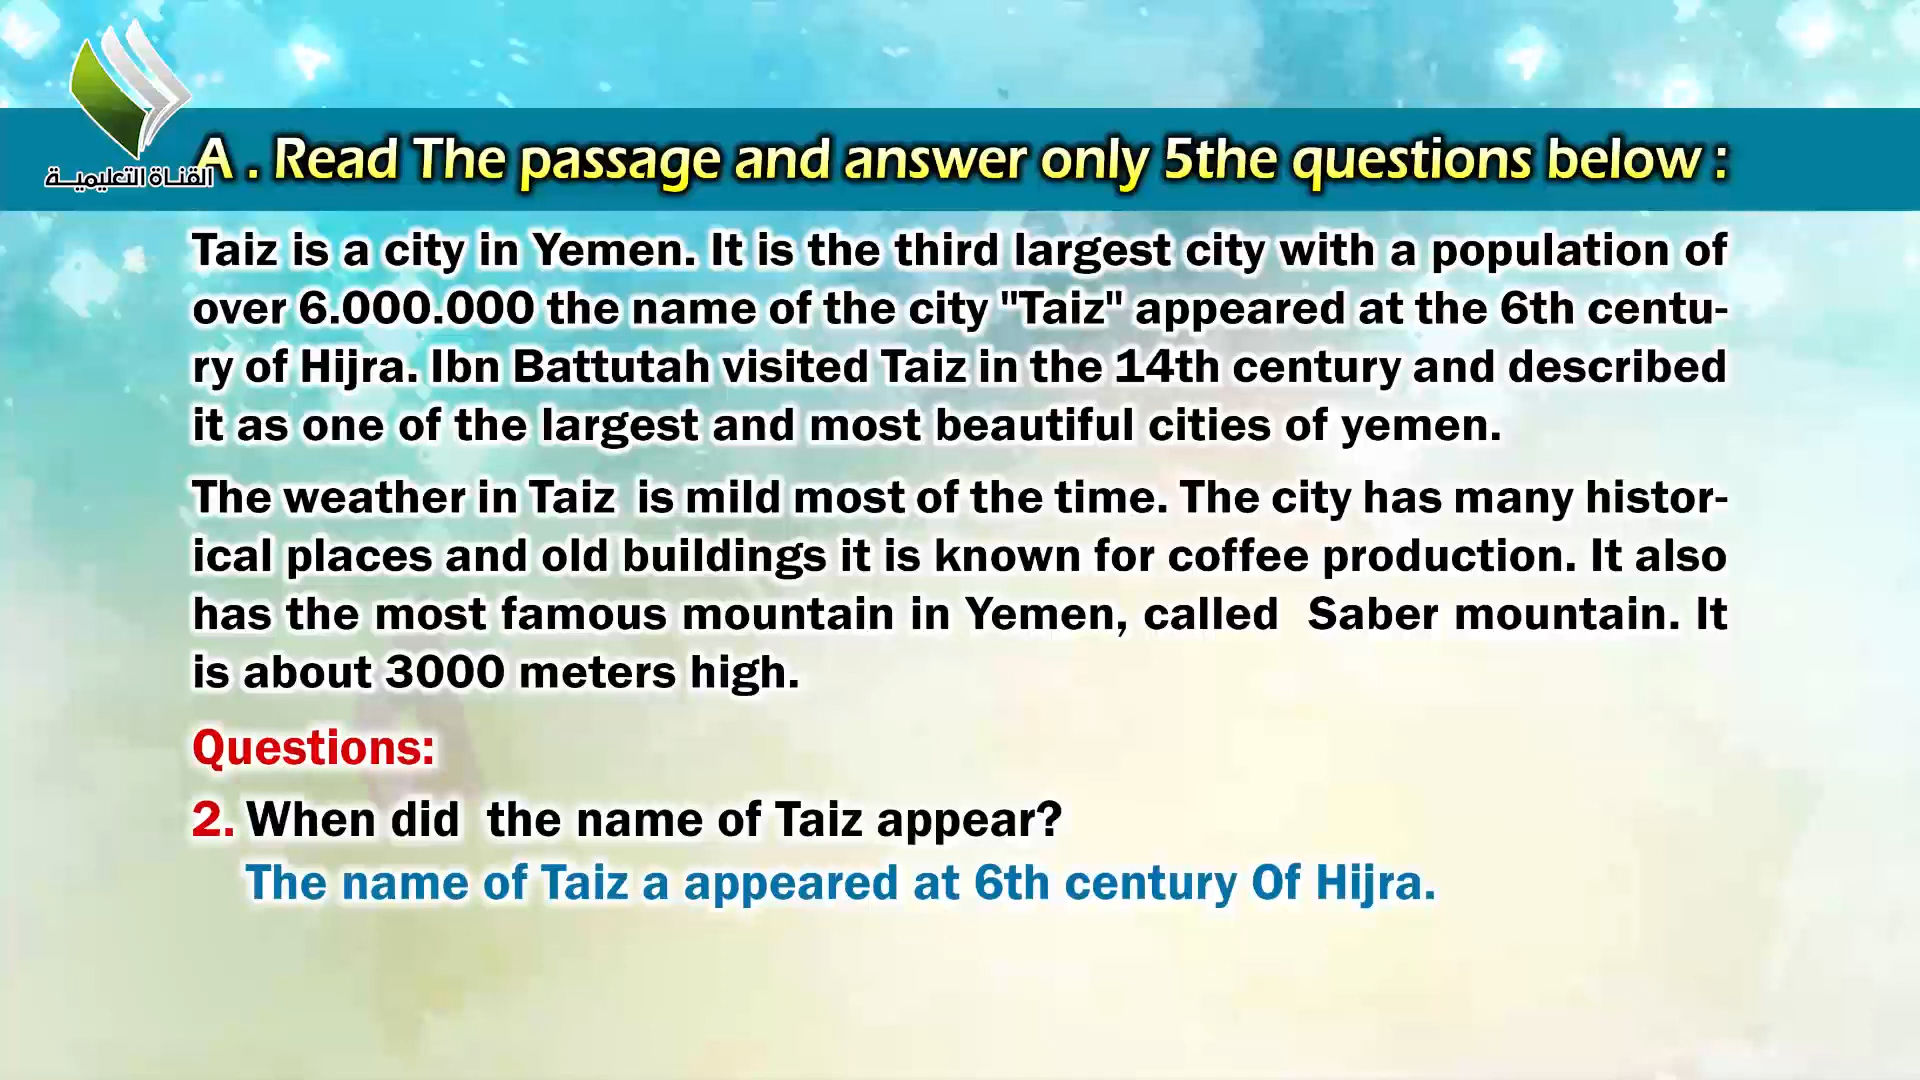 القناة التعليمية
A . Read The passage and answer only 5the questions below :
Taiz is a city in Yemen. It is the third largest city with a population of
over 6.000.000 the name of the city "Taiz" appeared at the 6th centu-
ry of Hijra. Ibn Battutah visited Taiz in the 14th century and described
it as one of the largest and most beautiful cities of yemen.
The weather in Taiz is mild most of the time. The city has many histor-
ical places and old buildings it is known for coffee production. It also
has the most famous mountain in Yemen, called Saber mountain. It
is about 3000 meters high.
Questions:
2. When did the name of Taiz appear?
The name of Taiz a appeared at 6th century Of Hijra.